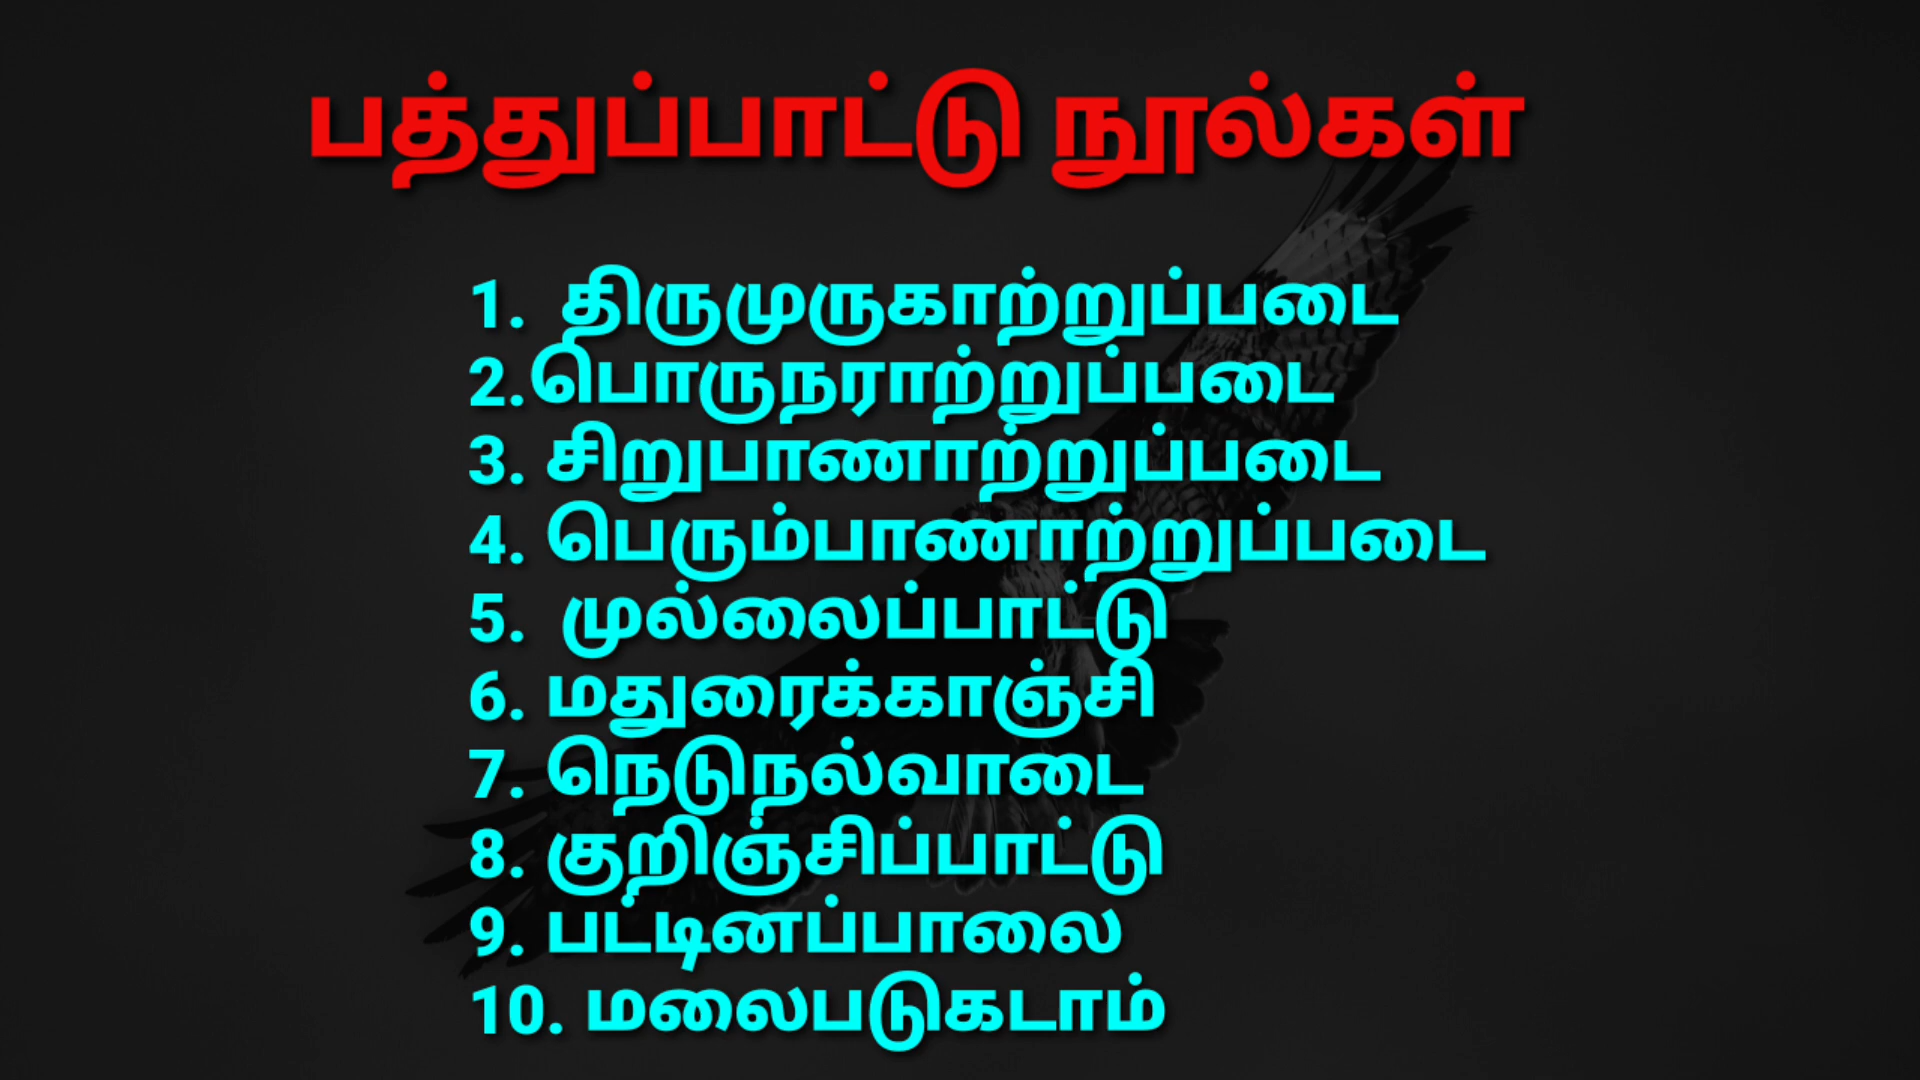 பத்துப்பாட்டு நூல்கள்
1. திருமுருகாற்றுப்படை
2.பொருநராற்றுப்படை
3. சிறுபாணாற்றுப்படை
4. பெரும்பாணாற்றுப்படை
5. முல்லைப்பாட்டு
6. மதுரைக்காஞ்சி
7. நெடுநல்வாடை
8. குறிஞ்சிப்பாட்டு
9. பட்டினப்பாலை
10. மலைபடுகடாம்